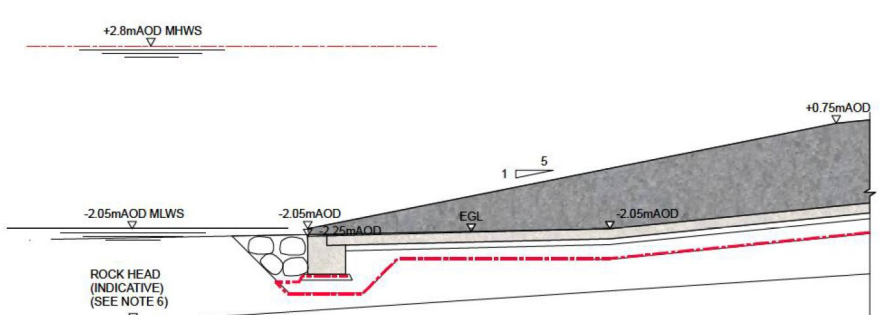 +2.8mAOD MHWS
+0.75mAOD
1 5
-2.05mAOD MLWS
-2.05mAOD
EGL
-2.05mAOD
-2.25mAOD
ROCK HEAD
(INDICATIVE)
(SEE NOTE 6)